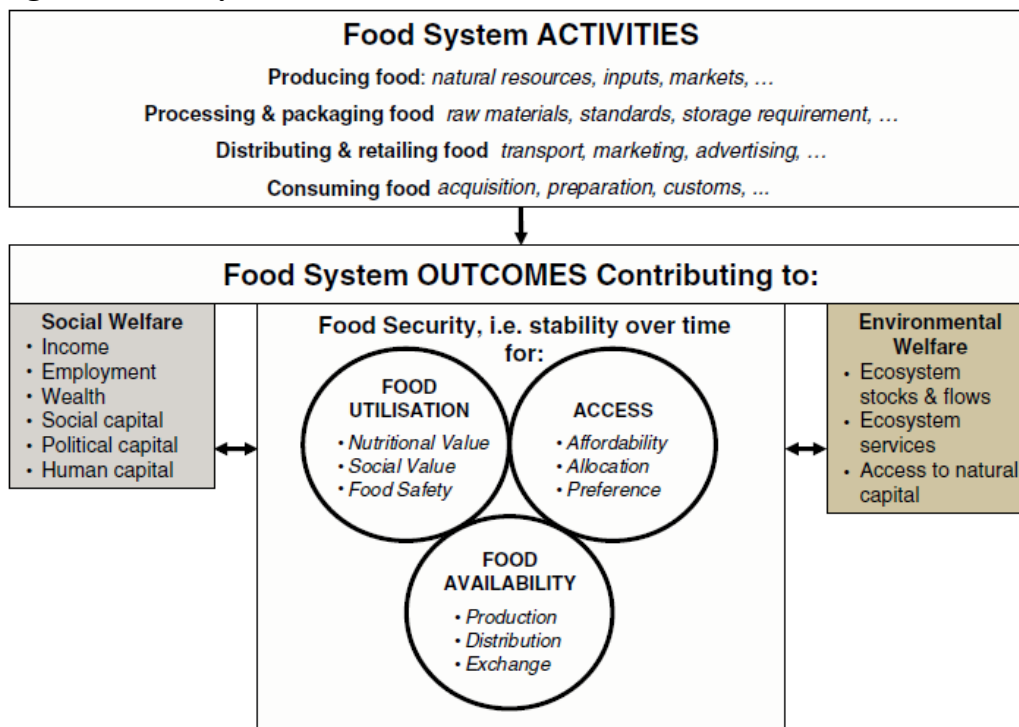 Food System ACTIVITIES
Producing food: natural resources, inputs, markets, …
Processing & packaging food raw materials, standards, storage requirement, …
Distributing & retailing food transport, marketing, advertising, …
Consuming food acquisition, preparation, customs, ...
Food System OUTCOMES Contributing to:
Social Welfare
• Income
• Employment
• Wealth
• Social capital
• Political capital
• Human capital
Food Security, i.e. stability over time
for:
FOOD
UTILISATION
• Nutritional Value
• Social Value
• Food Safety
ACCESS
• Affordability
• Allocation
• Preference
FOOD
AVAILABILITY
• Production
• Distribution
• Exchange
Environmental
Welfare
• Ecosystem
stocks & flows
• Ecosystem
services
• Access to natural
capital